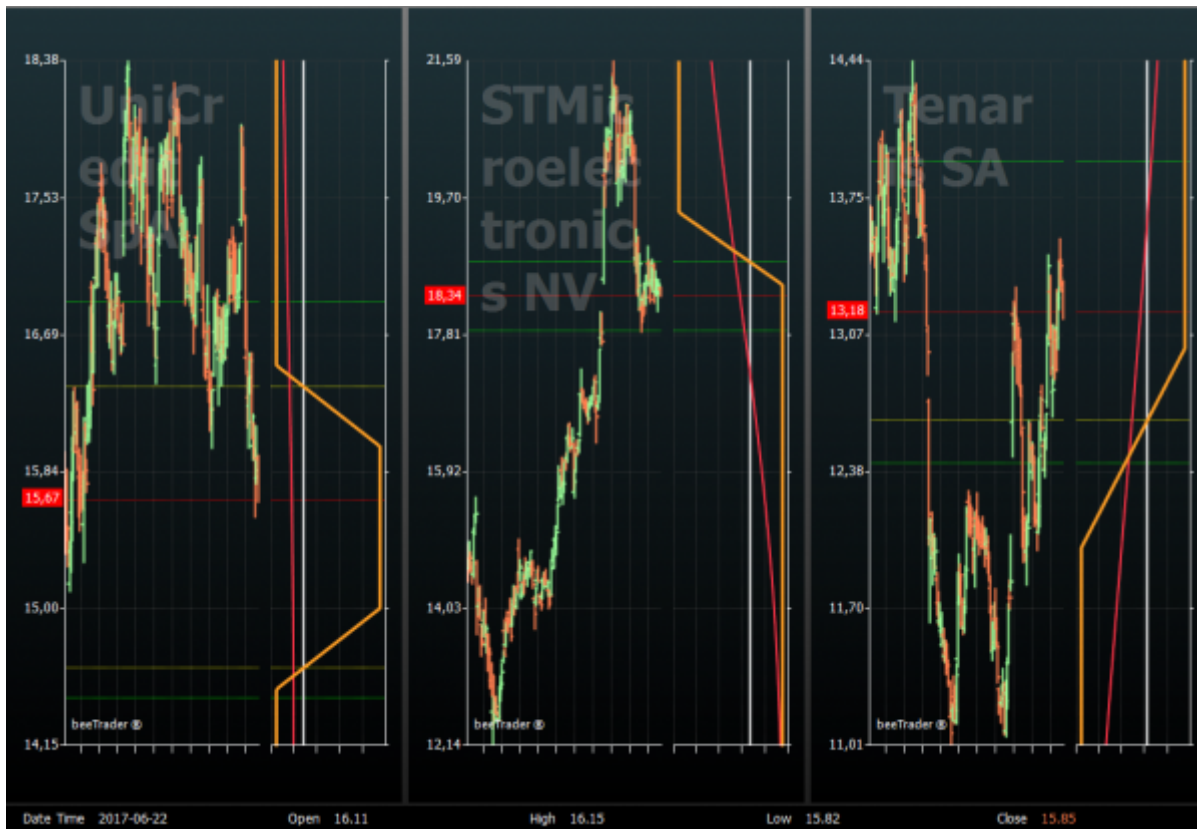 18,38
UniCr
edit
SpA
17,53
16,69
15,84
15,67
15,00
beeTrader ®
14,15
21,59
STMic
roelec
19,70
tronic
s NV
18,34
17,81
15,92
14,03
beeTrader ®
12,14
14,44
Tenar
is SA
13,75
13,18
13,07
12,38
11,70
beeTrader ®
11,01
Date Time 2017-06-22 Open 16.11 High 16.15 Low 15.82 Close 15.85